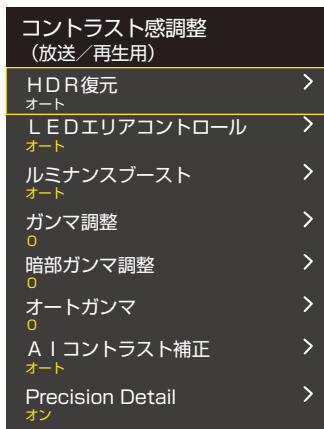 コントラスト感調整
（放送／再生用）
ＨＤＲ復元
オート
ＬＥＤエリアコントロール
オート
ルミナンスブースト
オート
ガンマ調整
０
暗部ガンマ調整
０
オートガンマ
０
ＡＩコントラスト補正
オート
Precision Detail
オン